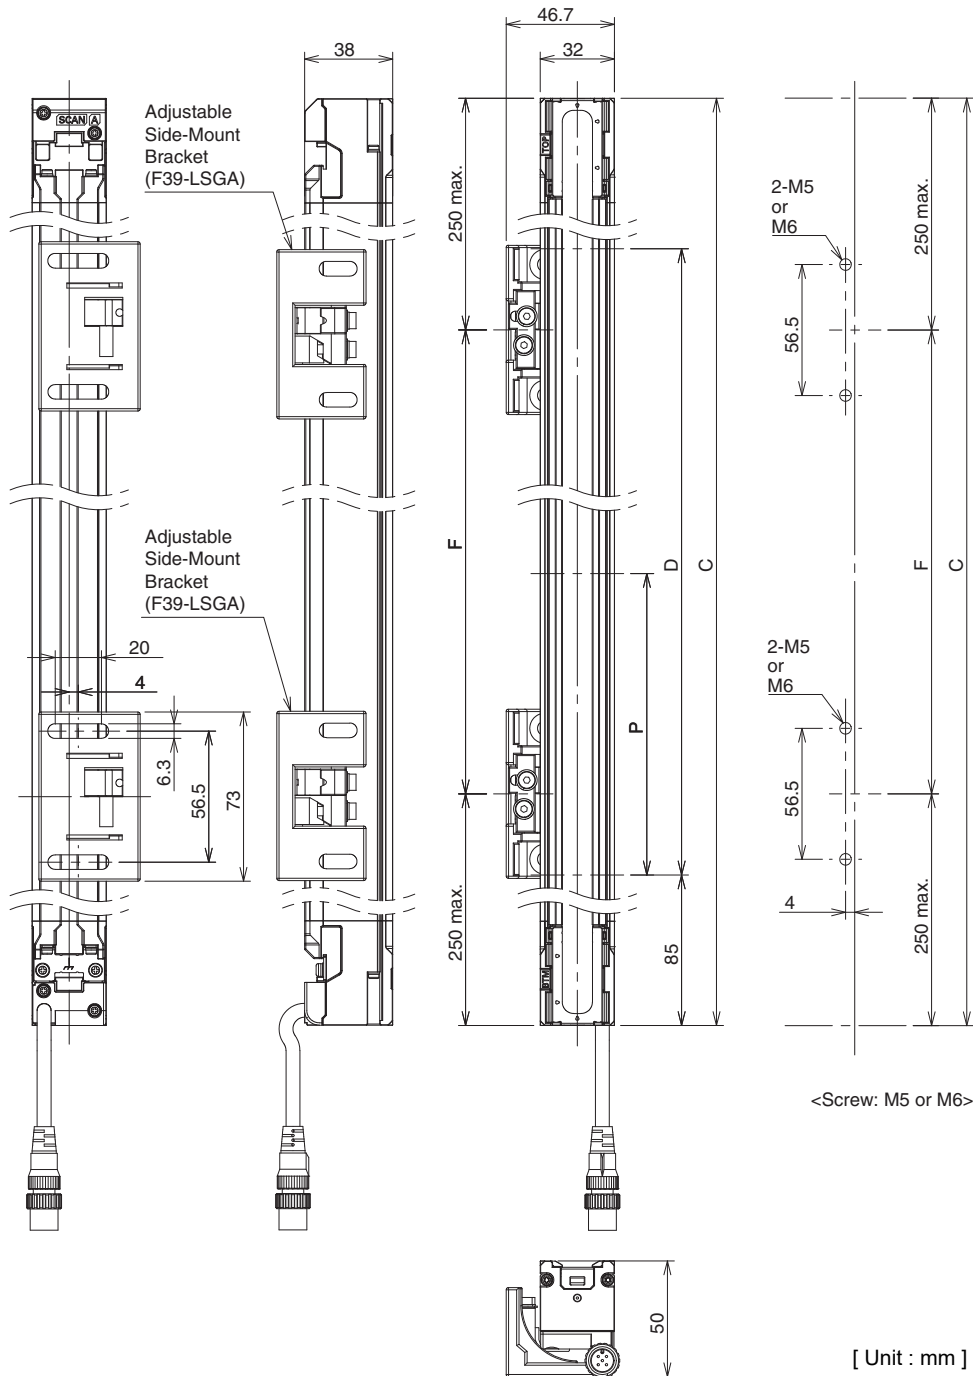 46.7
38
32
SCAN A
Adjustable
Side-Mount
Bracket
(F39-LSGA)
TOP
250 max.
250 max.
2-M5
or
M6
56.5
F
D
C
F
C
Adjustable
Side-Mount
Bracket
(F39-LSGA)
20
4
P
2-M5
or
M6
6.3
56.5
73
56.5
250 max.
85
4
250 max.
BTM
<Screw: M5 or M6>
50
[ Unit : mm ]